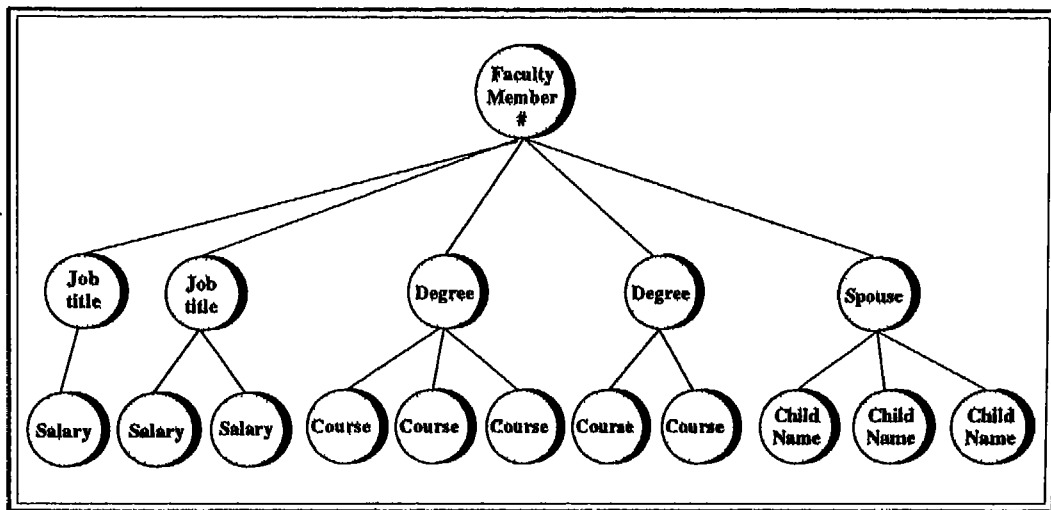 Faculty
Member
#
Job
title
Job
title
Degree
Degree
Spouse
Salary
Salary
Salary
Course
Course
Course
Course
Course
Child
Name
Child
Name
Child
Name